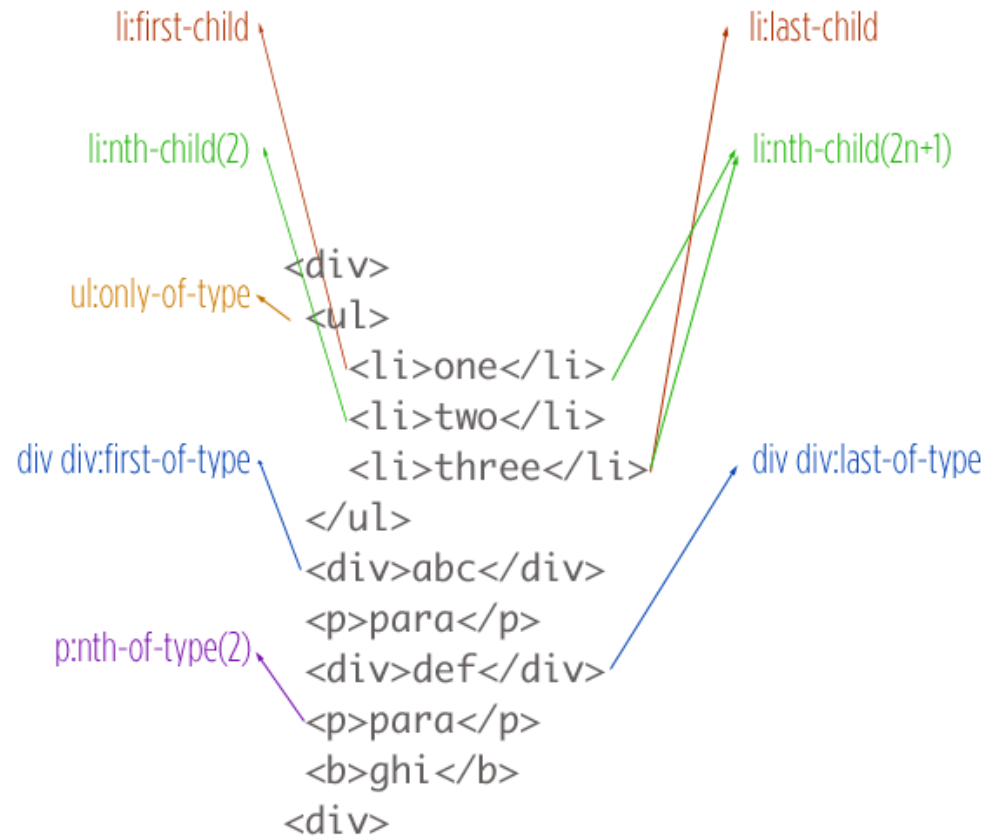 li:first-child
li:last-child
li:nth-child(2)
li:nth-child(2n+1)
<div>
ul:only-of-type
<ul>
<li>one</li>
<li>two</li>
div div:first-of-type
<li>three</li>
div div:last-of-type
</ul>
<div>abc</div>
<p>para</p>
p:nth-of-type(2)
<div>def</div>
<p>para</p>
<b>ghi</b>
<div>